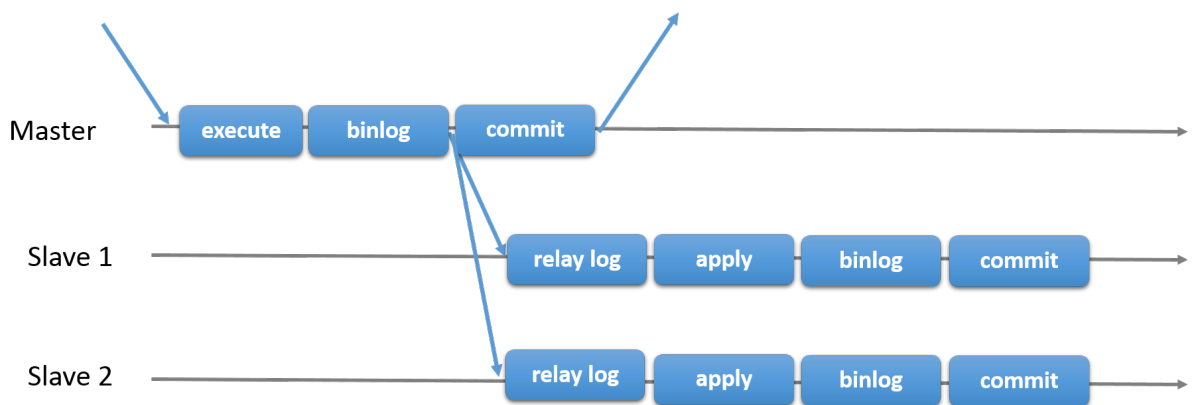 Master execute binlog commit
Slave 1 relay log apply binlog commit
Slave 2 relay log apply binlog commit